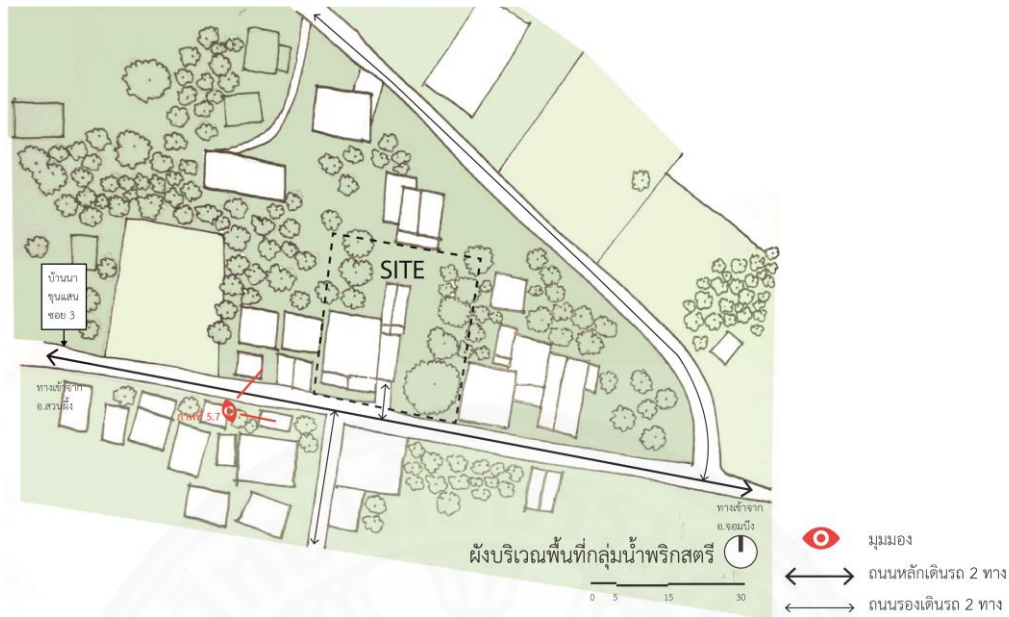 SITE
บ้านนา
ขุนแสน
ซอย 3
ทางเข้าจาก
อ.สวนผึ้ง
ภาพที่ 5.7
ทางเข้าจาก
อ.จอมบึง
ผังบริเวณพื้นที่กลุ่มน้ำพริกสตรี
0 5 15 30
มุมมอง
ถนนหลักเดินรถ 2 ทาง
ถนนรองเดินรถ 2 ทาง